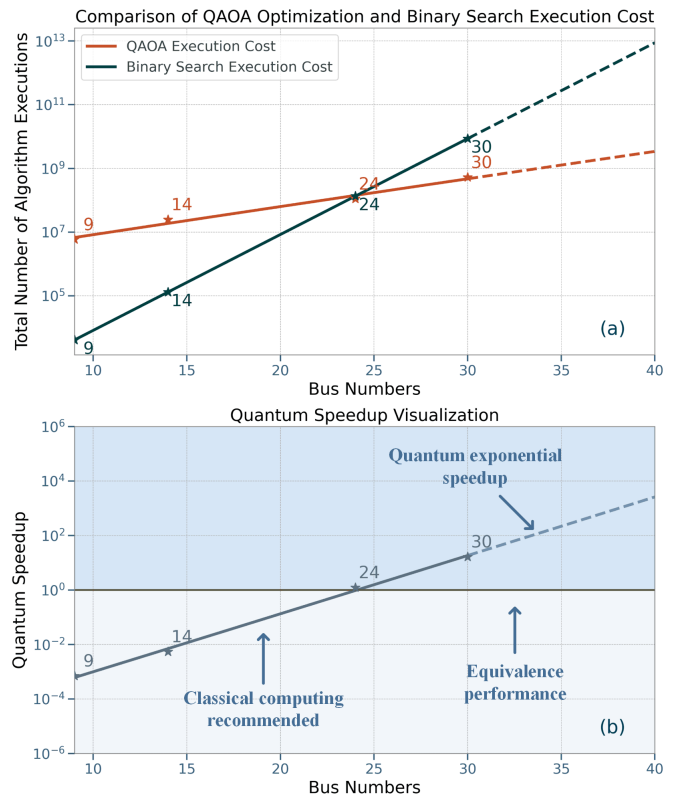 Comparison of QAOA Optimization and Binary Search Execution Cost
Total Number of Algorithm Executions
10^13
10^11
10^9
10^7
10^5
QAOA Execution Cost
Binary Search Execution Cost
9
14
24
30
9
14
24
30
(a)
10
15
20
25
30
35
40
Bus Numbers
Quantum Speedup Visualization
Quantum Speedup
10^6
10^4
10^2
10^0
10^−2
10^−4
10^−6
Quantum exponential
speedup
9
14
24
30
Classical computing
recommended
Equivalence
performance
(b)
10
15
20
25
30
35
40
Bus Numbers